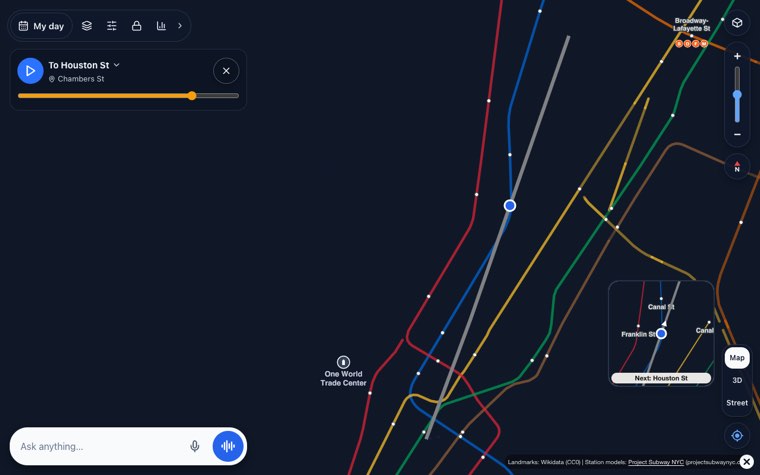 My day
To Houston St
Chambers St
Broadway-
Lafayette St
B D F M
N
One World
Trade Center
Canal St
Franklin St
Canal
Next: Houston St
Map
3D
Street
Ask anything...
Landmarks: Wikidata (CC0) | Station models: Project Subway NYC (projectsubwaynyc.c